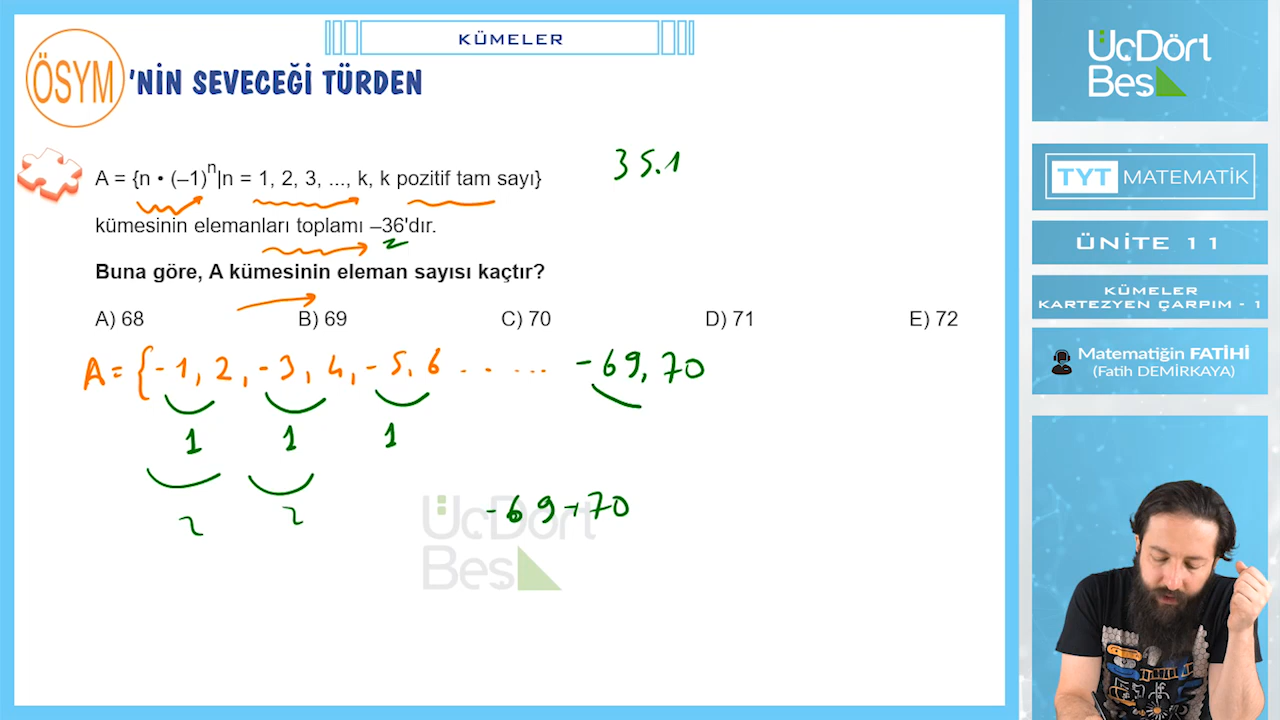 KÜMELER
ÖSYM'NİN SEVECEĞİ TÜRDEN
A = {n • (–1)^n|n = 1, 2, 3, ..., k, k pozitif tam sayı}
kümesinin elemanları toplamı –36'dır.
Buna göre, A kümesinin eleman sayısı kaçtır?
A) 68 B) 69 C) 70 D) 71 E) 72
35.1
A = {-1, 2, -3, 4, -5, 6 ...... -69, 70
1 1 1
2 2
-69+70
ÜçDört
Beş
ÜçDört
Beş
TYT MATEMATİK
ÜNİTE 11
KÜMELER
KARTEZYEN ÇARPIM - 1
Matematiğin FATİHİ
(Fatih DEMİRKAYA)